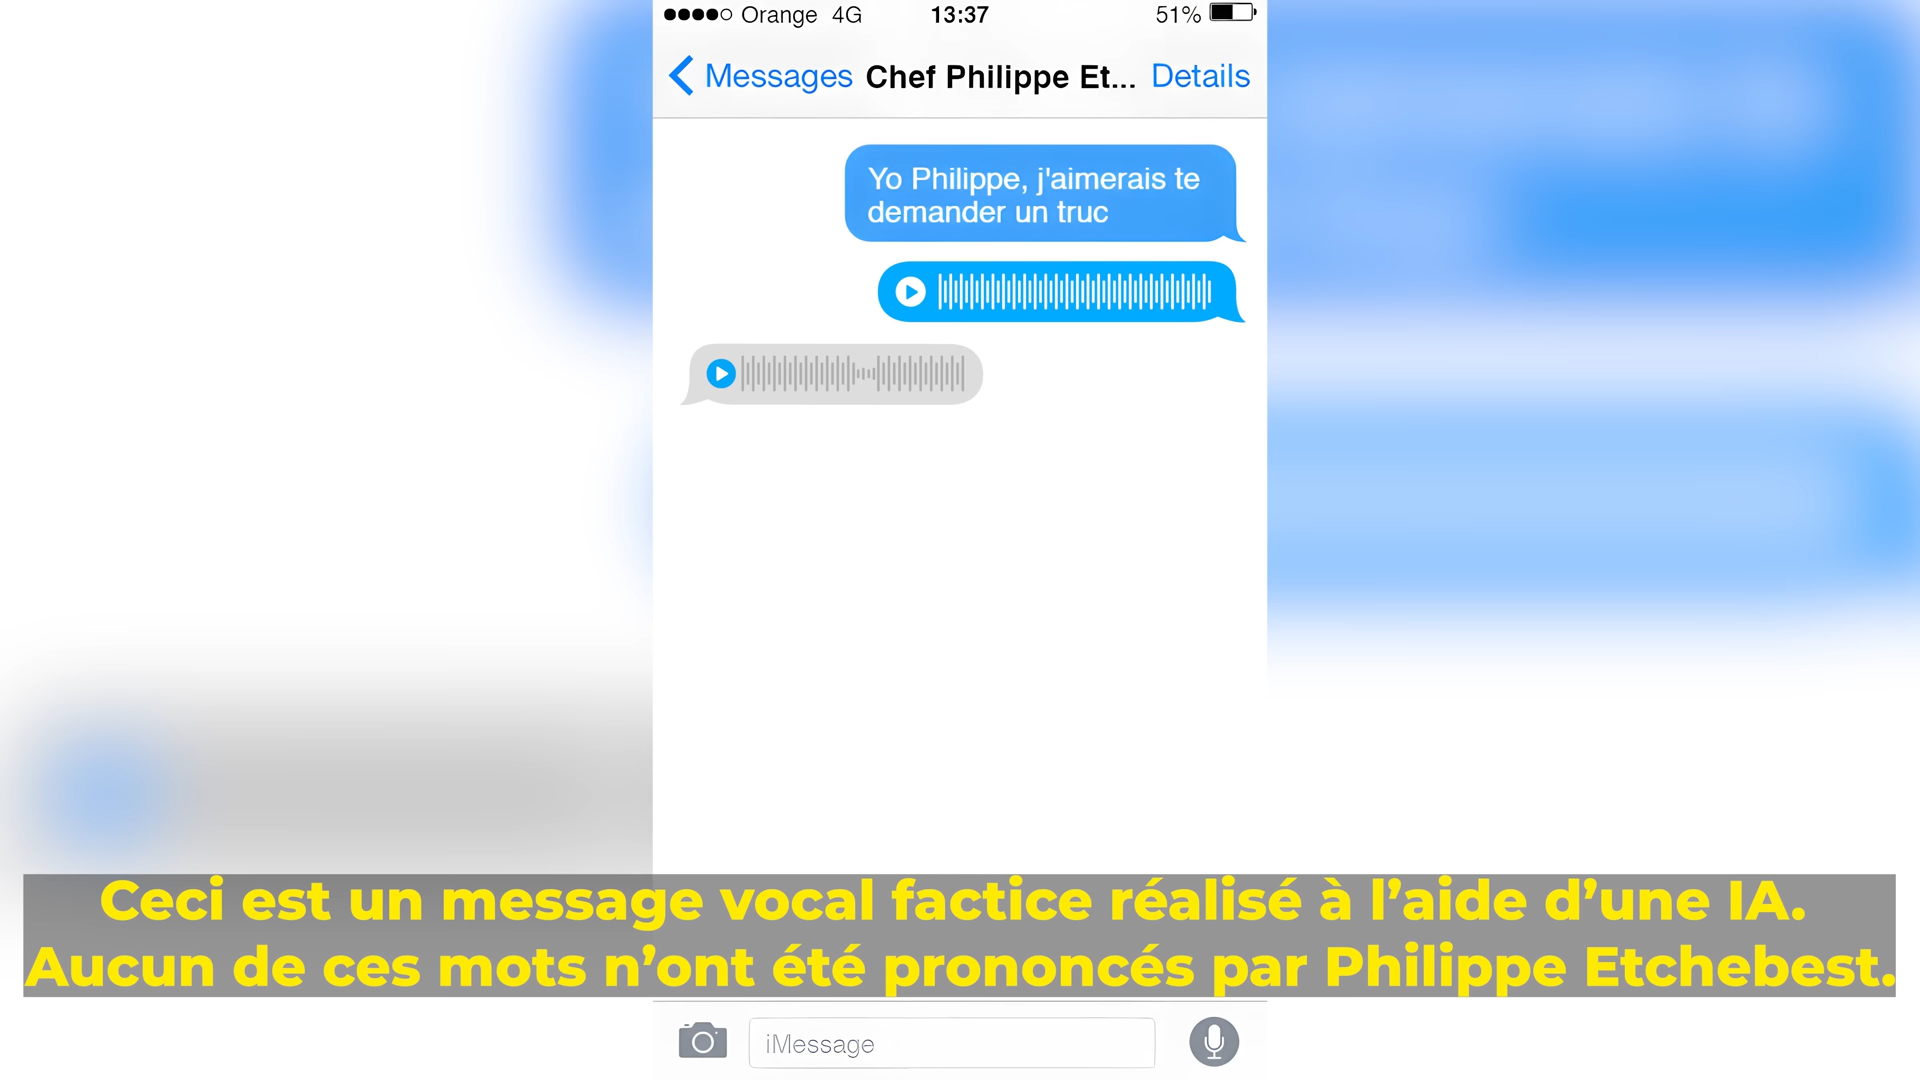 Orange 4G 13:37 51%
Messages Chef Philippe Et... Details
Yo Philippe, j'aimerais te
demander un truc
Ceci est un message vocal factice réalisé à l’aide d’une IA.
Aucun de ces mots n’ont été prononcés par Philippe Etchebest.
iMessage